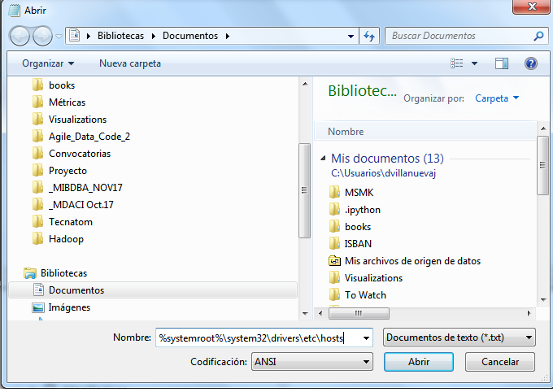 Abrir
Bibliotecas Documentos
Buscar Documentos
Organizar Nueva carpeta
books
Métricas
Visualizations
Agile_Data_Code_2
Convocatorias
Proyecto
_MIBDBA_NOV17
_MDACI Oct.17
Tecnatom
Hadoop
Bibliotecas
Documentos
Imágenes
Bibliotec...
Organizar por: Carpeta
Nombre
Mis documentos (13)
C:\Usuarios\dvillanuevaj
MSMK
.ipython
books
ISBAN
Mis archivos de origen de datos
Visualizations
To Watch
Nombre: %systemroot%\system32\drivers\etc\hosts
Documentos de texto (*.txt)
Codificación: ANSI
Abrir
Cancelar